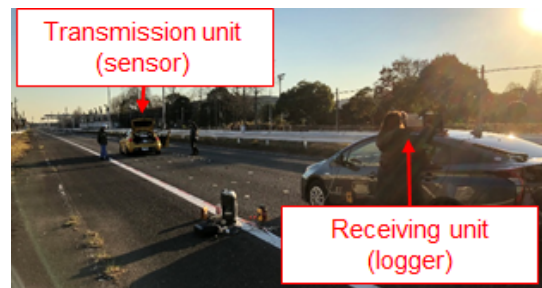 Transmission unit
(sensor)
Receiving unit
(logger)